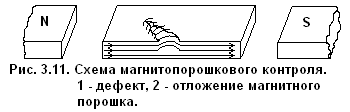 N
S
Рис. 3.11. Схема магнитопорошкового контроля.
1 - дефект, 2 - отложение магнитного
порошка.